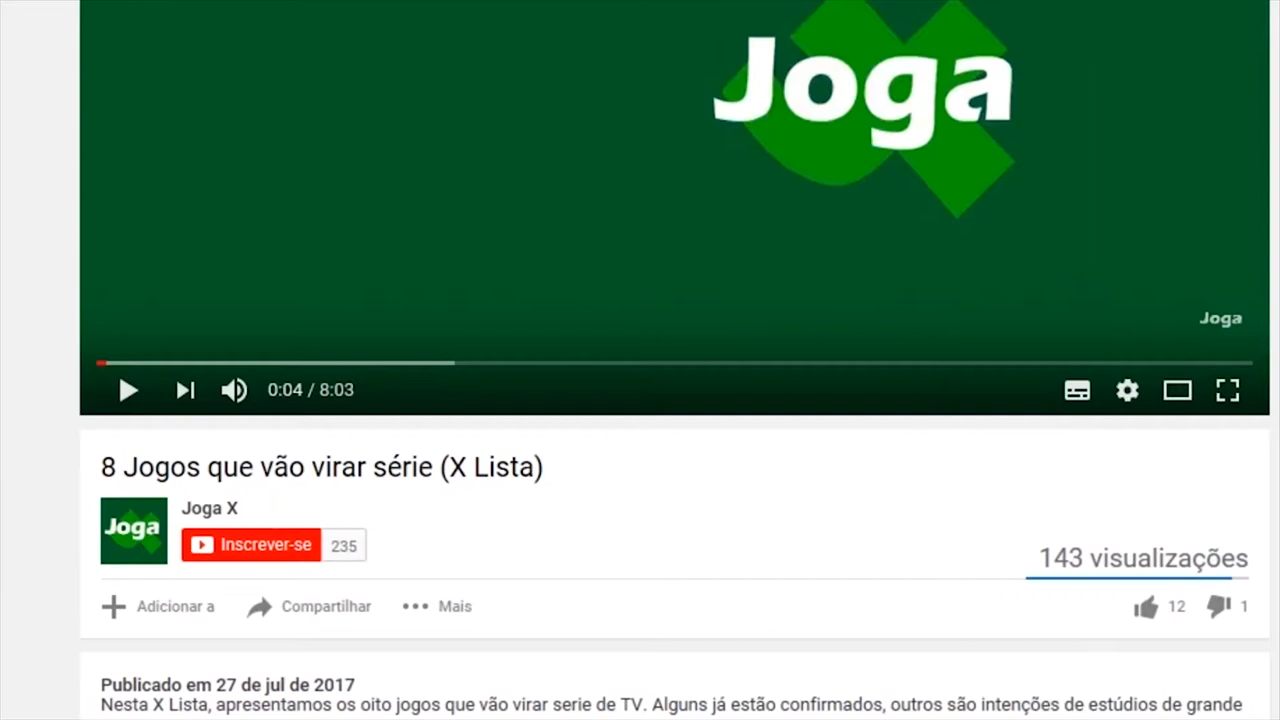 Joga
Joga
0:04 / 8:03
8 Jogos que vão virar série (X Lista)
Joga
Joga X
Inscrever-se 235
143 visualizações
Adicionar a Compartilhar Mais 12 1
Publicado em 27 de jul de 2017
Nesta X Lista, apresentamos os oito jogos que vão virar serie de TV. Alguns já estão confirmados, outros são intenções de estúdios de grande